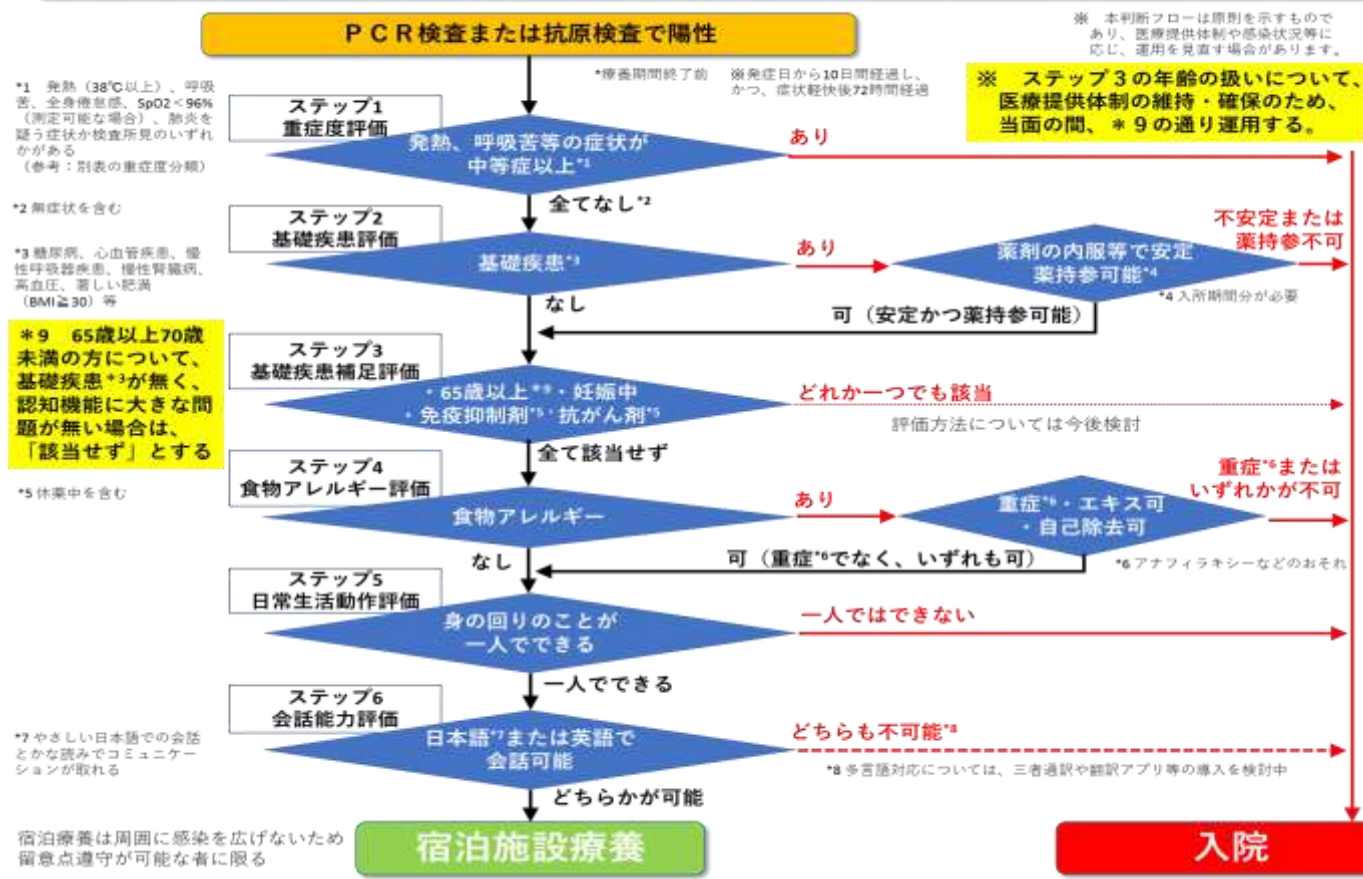 PCR検査または抗原検査で陽性
※ 本判断フローは原則を示すもので
あり、医療提供体制や感染状況等に
応じ、運用を見直す場合があります。
*療養期間終了前
※発症日から10日間経過し、
かつ、症状軽快後72時間経過
※ ステップ3の年齢の扱いについて、
医療提供体制の維持・確保のため、
当面の間、*9の通り運用する。
*1 発熱(38℃以上)、呼吸
苦、全身倦怠感、SpO2<96%
(測定可能な場合)、肺炎を
疑う症状か検査所見のいずれ
かがある
(参考:別表の重症度分類)
ステップ1
重症度評価
発熱、呼吸苦等の症状が
中等症以上*1
あり
全てなし*2
*2 無症状を含む
ステップ2
基礎疾患評価
基礎疾患*3
あり
薬剤の内服等で安定
薬持参可能*4
不安定または
薬持参不可
*4 入所期間分が必要
*3 糖尿病、心血管疾患、慢
性呼吸器疾患、慢性腎臓病、
高血圧、著しい肥満
(BMI≧30)等
なし
可(安定かつ薬持参可能)
*9 65歳以上70歳
未満の方について、
基礎疾患*3が無く、
認知機能に大きな問
題が無い場合は、
「該当せず」とする
ステップ3
基礎疾患補足評価
・65歳以上*9・妊娠中
・免疫抑制剤*5・抗がん剤*5
どれか一つでも該当
評価方法については今後検討
全て該当せず
*5 休薬中を含む
ステップ4
食物アレルギー評価
食物アレルギー
あり
重症*6・エキス可
・自己除去可
重症*6または
いずれかが不可
なし
可(重症*6でなく、いずれも可)
*6 アナフィラキシーなどのおそれ
ステップ5
日常生活動作評価
身の回りのことが
一人でできる
一人ではできない
一人でできる
ステップ6
会話能力評価
日本語*7または英語で
会話可能
どちらも不可能*8
*7 やさしい日本語での会話
とかな読みでコミュニケー
ションが取れる
*8 多言語対応については、三者通訳や翻訳アプリ等の導入を検討中
どちらかが可能
宿泊療養は周囲に感染を広げないため
留意点遵守が可能な者に限る
宿泊施設療養
入院